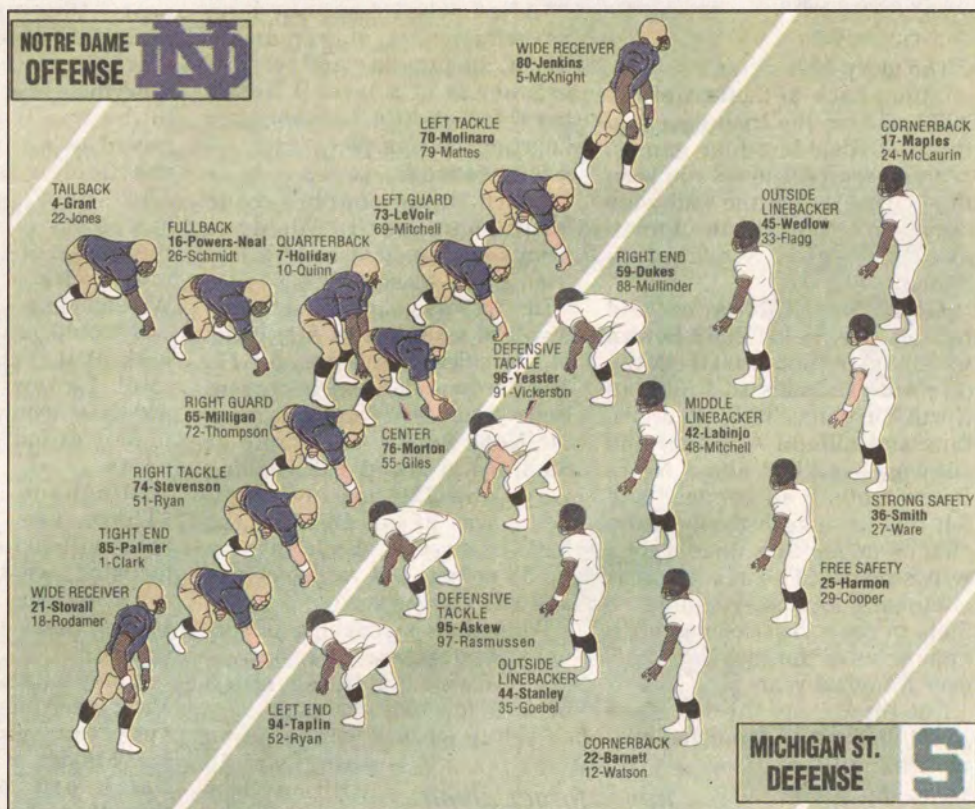 NOTRE DAME
OFFENSE
ND
WIDE RECEIVER
80-Jenkins
5-McKnight
LEFT TACKLE
70-Molinaro
79-Mattes
CORNERBACK
17-Maples
24-McLaurin
TAILBACK
4-Grant
22-Jones
LEFT GUARD
73-LeVoir
69-Mitchell
OUTSIDE
LINEBACKER
45-Wedlow
33-Flagg
FULLBACK
16-Powers-Neal
26-Schmidt
QUARTERBACK
7-Holiday
10-Quinn
RIGHT END
59-Dukes
88-Mullinder
DEFENSIVE
TACKLE
96-Yeaster
91-Vickerson
RIGHT GUARD
65-Milligan
72-Thompson
CENTER
76-Morton
55-Giles
MIDDLE
LINEBACKER
42-Labinjo
48-Mitchell
RIGHT TACKLE
74-Stevenson
51-Ryan
STRONG SAFETY
36-Smith
27-Ware
TIGHT END
85-Palmer
1-Clark
FREE SAFETY
25-Harmon
29-Cooper
WIDE RECEIVER
21-Stovall
18-Rodamer
DEFENSIVE
TACKLE
95-Askew
97-Rasmussen
OUTSIDE
LINEBACKER
44-Stanley
35-Goebel
LEFT END
94-Taplin
52-Ryan
CORNERBACK
22-Barnett
12-Watson
MICHIGAN ST.
DEFENSE
S